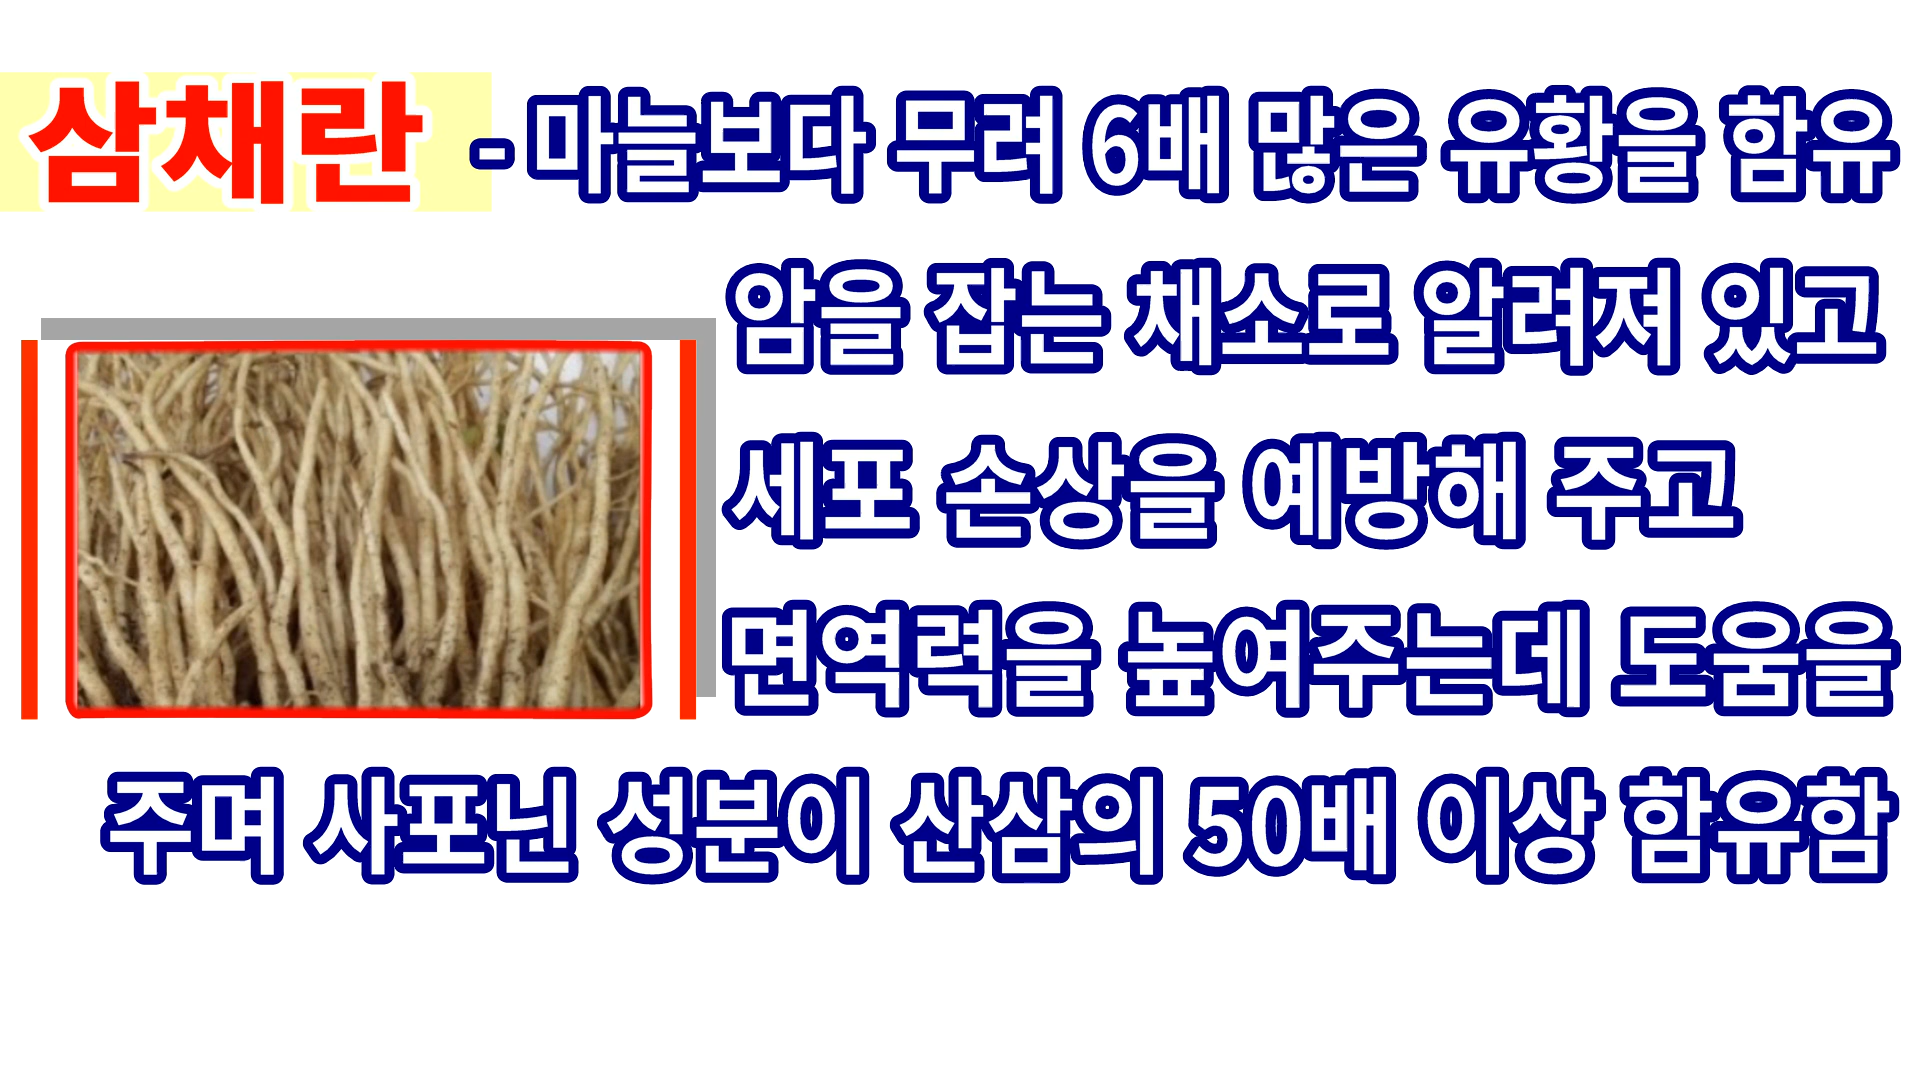 삼채란 - 마늘보다 무려 6배 많은 유황을 함유
암을 잡는 채소로 알려져 있고
세포 손상을 예방해 주고
면역력을 높여주는데 도움을
주며 사포닌 성분이 산삼의 50배 이상 함유함